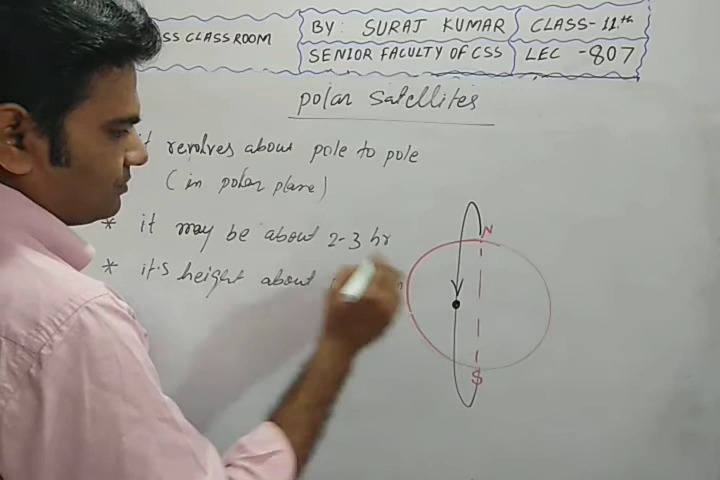 SS CLASS ROOM
BY: SURAJ KUMAR
CLASS-11th
SENIOR FACULTY OF CSS
LEC -807
polar satellites
it revolves about pole to pole
(in polar plane)
* it may be about 2-3 hr
* it's height about
N
S